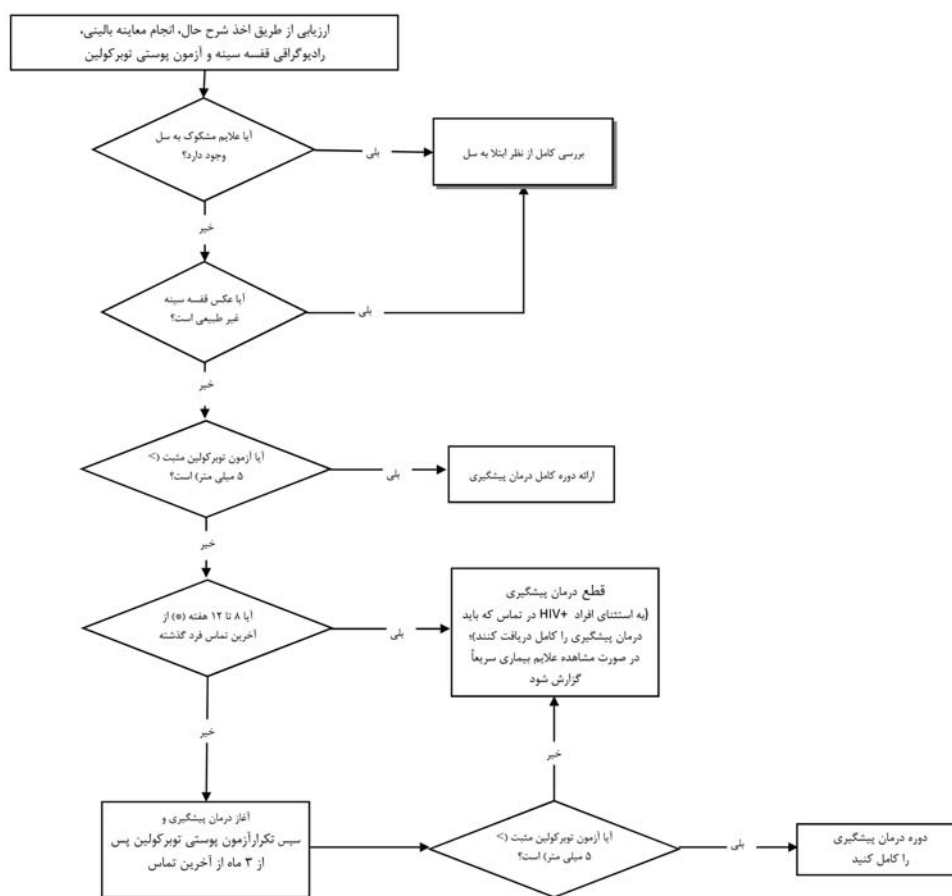 ارزیابی از طریق اخذ شرح حال، انجام معاینه بالینی،
رادیوگرافی قفسه سینه و آزمون پوستی توبرکولین
آیا علایم مشکوک به سل
وجود دارد؟
بلی
بررسی کامل از نظر ابتلا به سل
خیر
آیا عکس قفسه سینه
غیر طبیعی است؟
بلی
خیر
آیا آزمون توبرکولین مثبت (>
۵ میلی متر) است؟
بلی
ارائه دوره کامل درمان پیشگیری
خیر
آیا ۸ تا ۱۲ هفته (*) از
آخرین تماس فرد گذشته
بلی
قطع درمان پیشگیری
(به استثنای افراد HIV+ در تماس که باید
درمان پیشگیری را کامل دریافت کنند)؛
در صورت مشاهده علایم بیماری سریعاً
گزارش شود
خیر
خیر
آغاز درمان پیشگیری و
سپس تکرارآزمون پوستی توبرکولین پس
از ۳ ماه از آخرین تماس
آیا آزمون توبرکولین مثبت (>
۵ میلی متر) است؟
بلی
دوره درمان پیشگیری
را کامل کنید